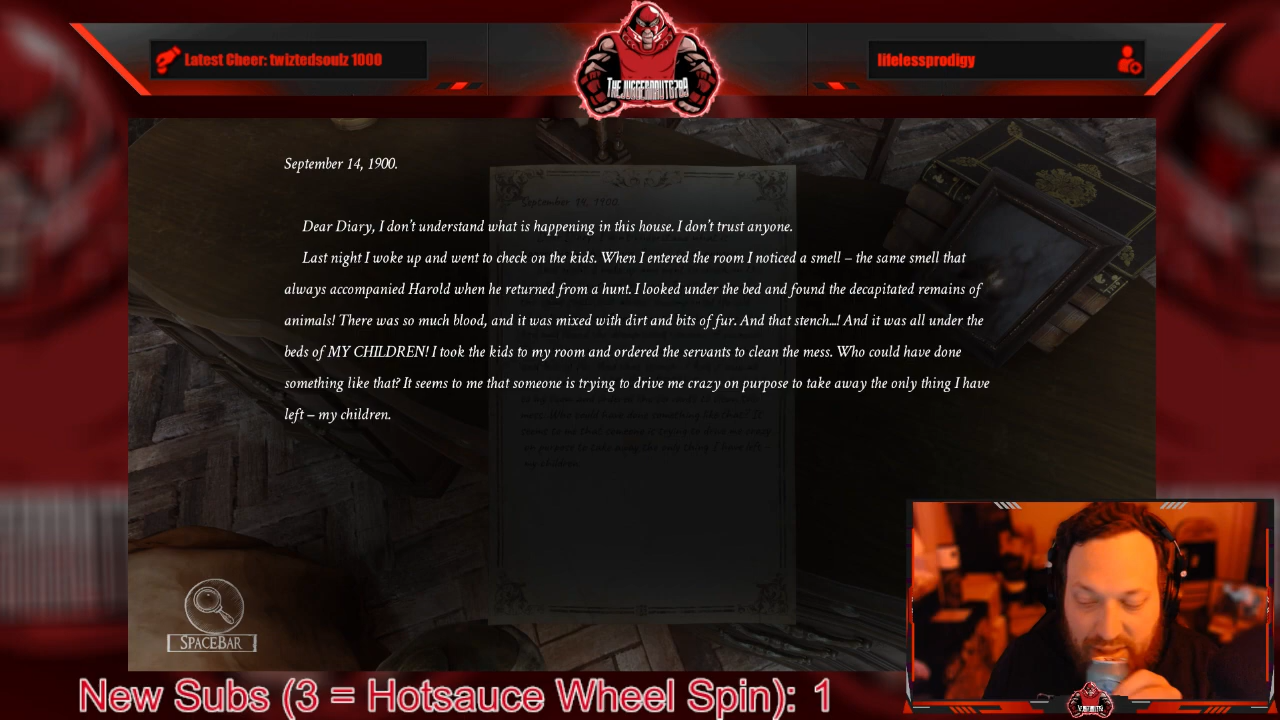 Latest Cheer: twiztedsoulz 1000
lifelessprodigy
THEJUGGERNAUT6789
September 14, 1900.
Dear Diary, I don't understand what is happening in this house. I don't trust anyone.
Last night I woke up and went to check on the kids. When I entered the room I noticed a smell – the same smell that
always accompanied Harold when he returned from a hunt. I looked under the bed and found the decapitated remains of
animals! There was so much blood, and it was mixed with dirt and bits of fur. And that stench...! And it was all under the
beds of MY CHILDREN! I took the kids to my room and ordered the servants to clean the mess. Who could have done
something like that? It seems to me that someone is trying to drive me crazy on purpose to take away the only thing I have
left – my children.
SPACEBAR
New Subs (3 = Hotsauce Wheel Spin): 1